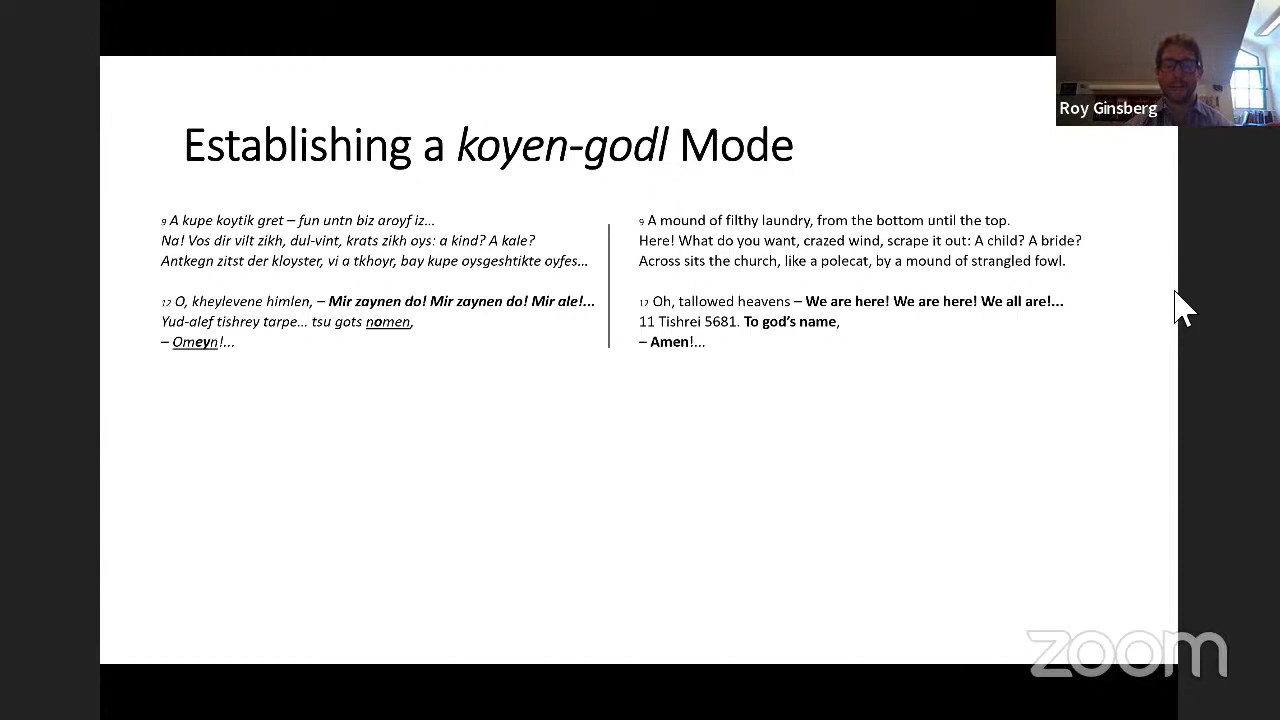 Roy Ginsberg
Establishing a koyen-godl Mode
9 A kupe koytik gret – fun untn biz aroyf iz...
Na! Vos dir vilt zikh, dul-vint, krats zikh oys: a kind? A kale?
Antkegn zitst der kloyster, vi a tkhoyr, bay kupe oysgeshtikte oyfes...
12 O, kheylevene himlen, – Mir zaynen do! Mir zaynen do! Mir ale!...
Yud-alef tishrey tarpe... tsu gots nomen,
– Omeyn!...
9 A mound of filthy laundry, from the bottom until the top.
Here! What do you want, crazed wind, scrape it out: A child? A bride?
Across sits the church, like a polecat, by a mound of strangled fowl.
12 Oh, tallowed heavens – We are here! We are here! We all are!...
11 Tishrei 5681. To god's name,
– Amen!...
zoom